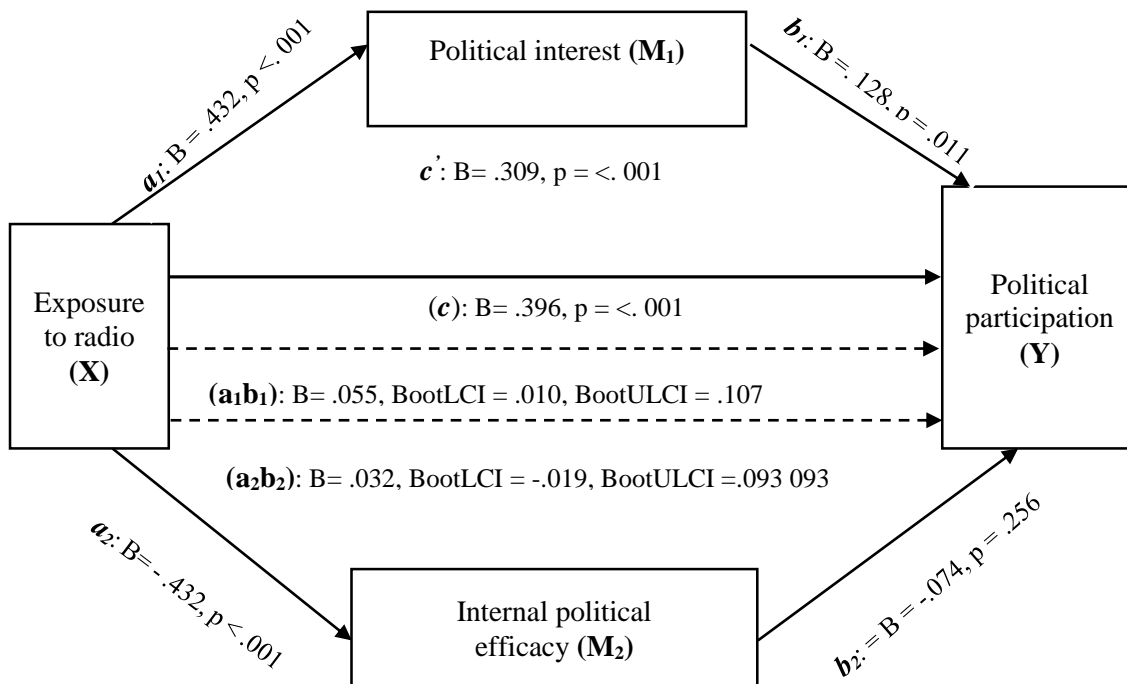 Political interest (M₁)
a₁: B = .432, p <. 001
b₁: B =. 128, p = .011
c’: B= .309, p = <. 001
Exposure
to radio
(X)
Political
participation
(Y)
(c): B= .396, p = <. 001
(a₁b₁): B= .055, BootLCI = .010, BootULCI = .107
(a₂b₂): B= .032, BootLCI = -.019, BootULCI =.093 093
a₂: B= - .432, p <.001
b₂: = B = -.074, p = .256
Internal political
efficacy (M₂)